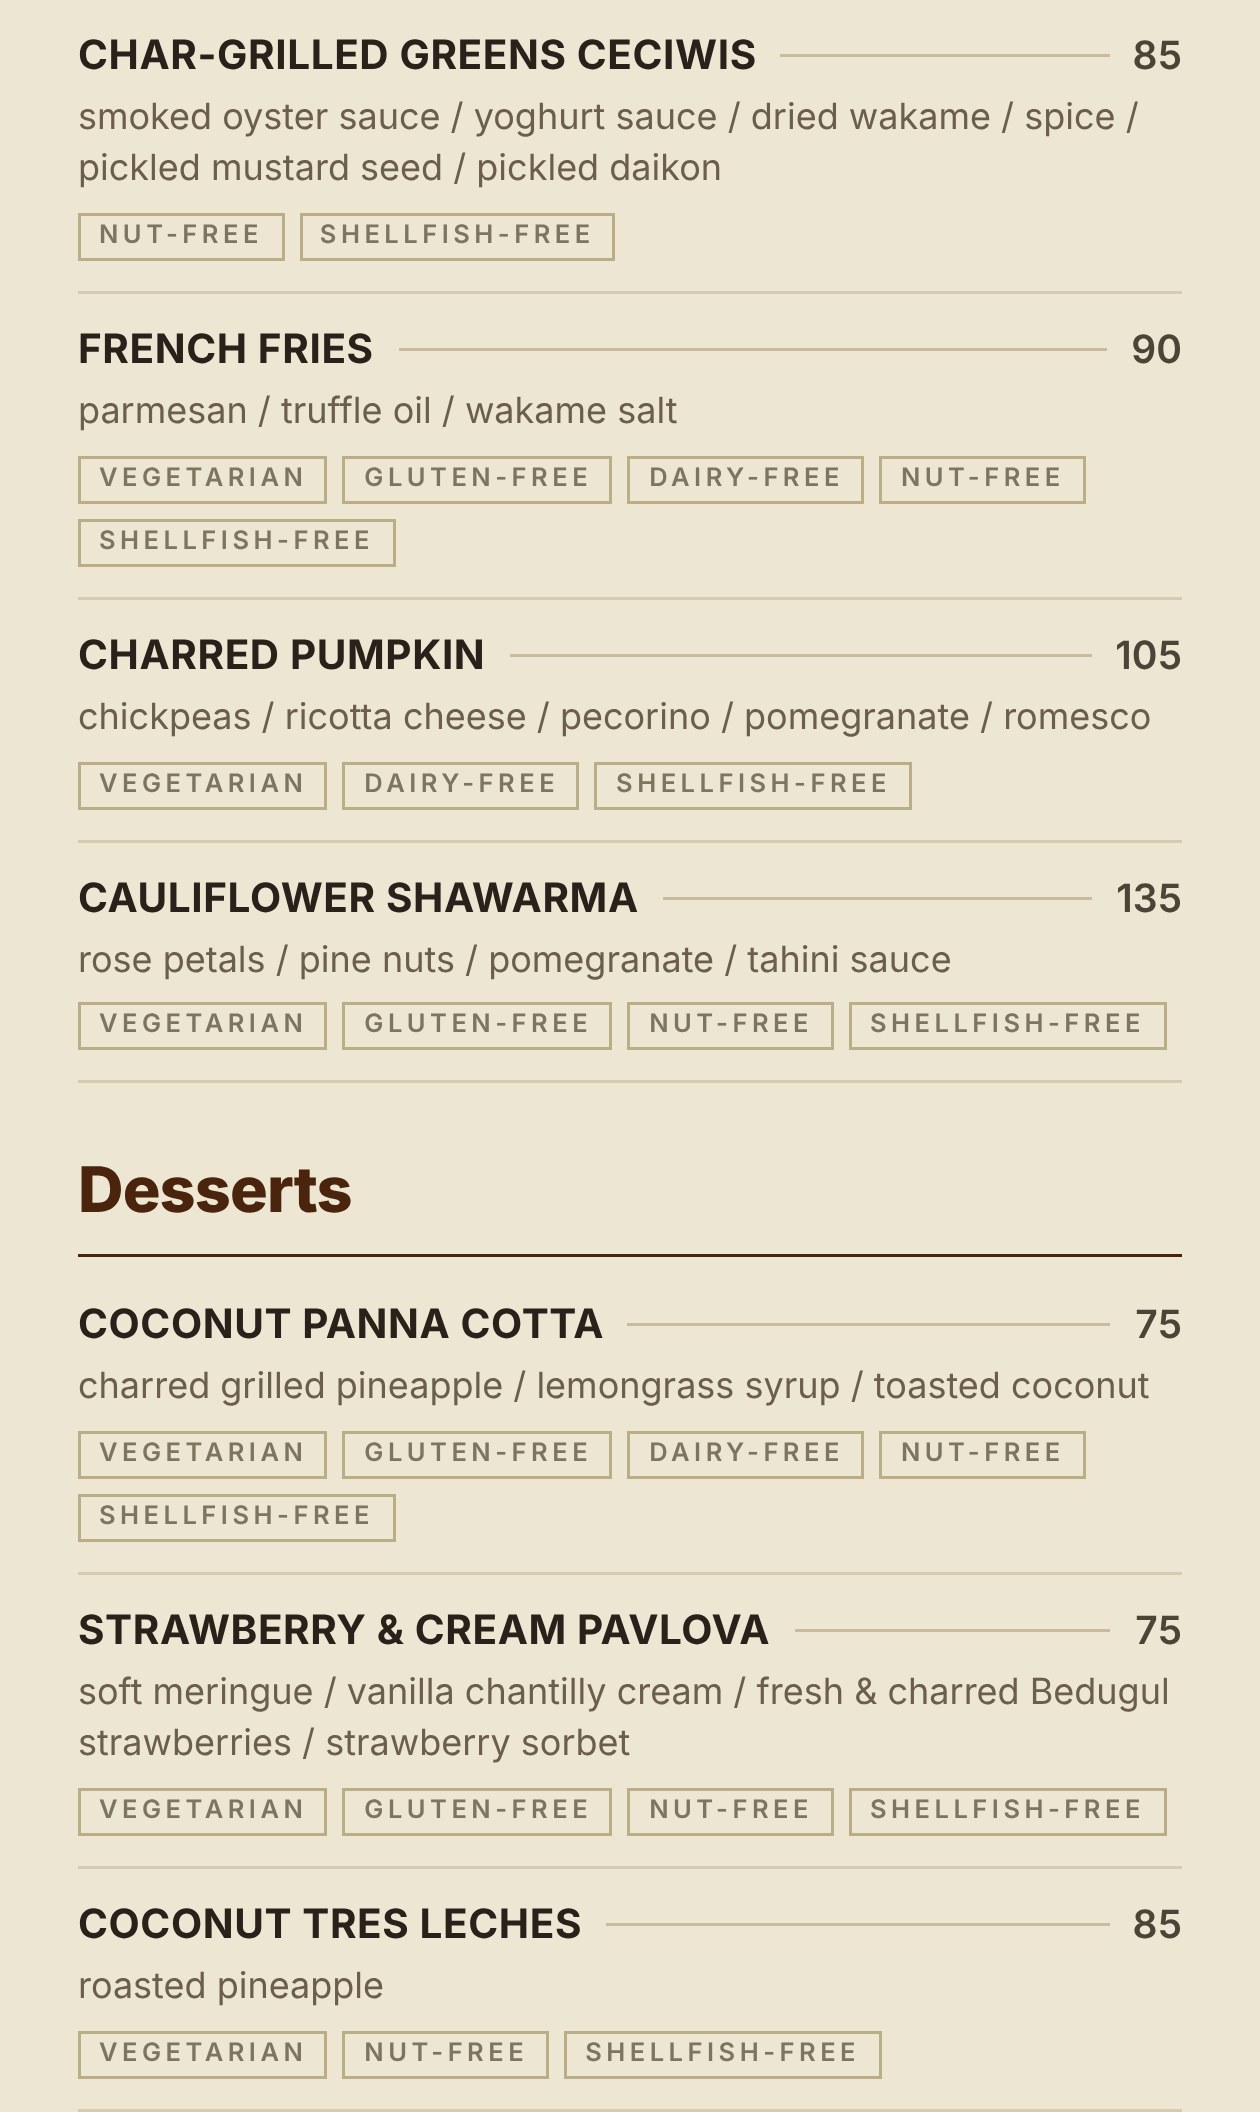 CHAR-GRILLED GREENS CECIWIS 85
smoked oyster sauce / yoghurt sauce / dried wakame / spice /
pickled mustard seed / pickled daikon
NUT-FREE SHELLFISH-FREE
FRENCH FRIES 90
parmesan / truffle oil / wakame salt
VEGETARIAN GLUTEN-FREE DAIRY-FREE NUT-FREE
SHELLFISH-FREE
CHARRED PUMPKIN 105
chickpeas / ricotta cheese / pecorino / pomegranate / romesco
VEGETARIAN DAIRY-FREE SHELLFISH-FREE
CAULIFLOWER SHAWARMA 135
rose petals / pine nuts / pomegranate / tahini sauce
VEGETARIAN GLUTEN-FREE NUT-FREE SHELLFISH-FREE
Desserts
COCONUT PANNA COTTA 75
charred grilled pineapple / lemongrass syrup / toasted coconut
VEGETARIAN GLUTEN-FREE DAIRY-FREE NUT-FREE
SHELLFISH-FREE
STRAWBERRY & CREAM PAVLOVA 75
soft meringue / vanilla chantilly cream / fresh & charred Bedugul
strawberries / strawberry sorbet
VEGETARIAN GLUTEN-FREE NUT-FREE SHELLFISH-FREE
COCONUT TRES LECHES 85
roasted pineapple
VEGETARIAN NUT-FREE SHELLFISH-FREE